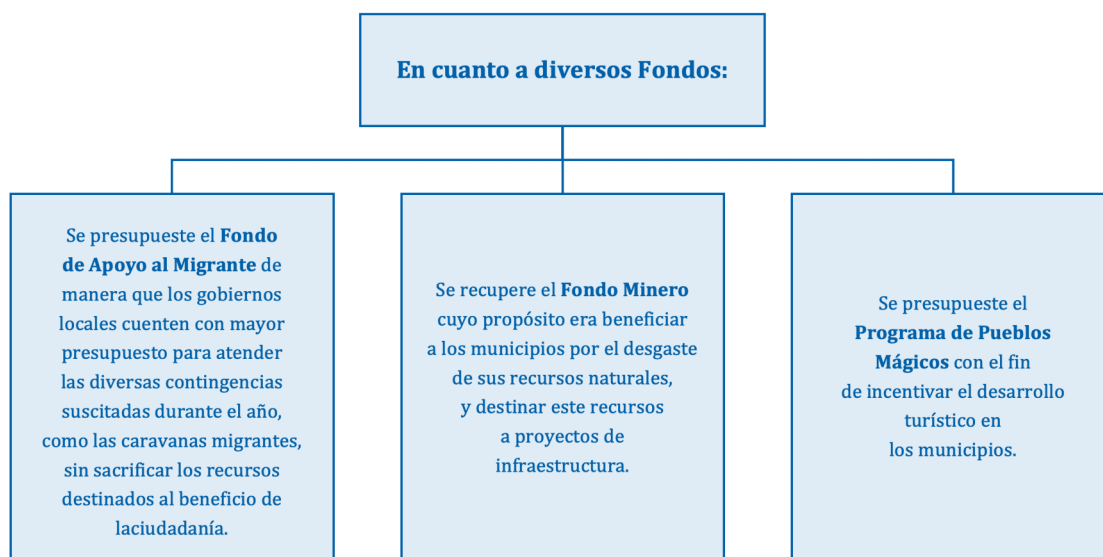 En cuanto a diversos Fondos:
Se presupueste el Fondo
de Apoyo al Migrante de
manera que los gobiernos
locales cuenten con mayor
presupuesto para atender
las diversas contingencias
suscitadas durante el año,
como las caravanas migrantes,
sin sacrificar los recursos
destinados al beneficio de
laciudadanía.
Se recupere el Fondo Minero
cuyo propósito era beneficiar
a los municipios por el desgaste
de sus recursos naturales,
y destinar este recursos
a proyectos de
infraestructura.
Se presupueste el
Programa de Pueblos
Mágicos con el fin
de incentivar el desarrollo
turístico en
los municipios.